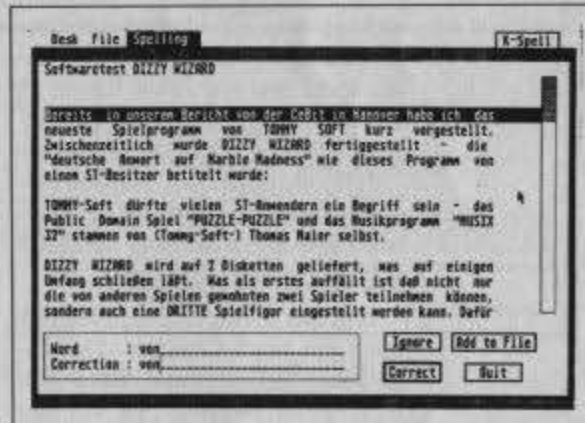 Desk File Spelling K-Spell
Softwaretest DIZZY WIZARD
Bereits in unserem Bericht von der CeBit in Hanover habe ich das
neueste Spielprogramm von TOMMY SOFT kurz vorgestellt.
Zwischenzeitlich wurde DIZZY WIZARD fertiggestellt - die
"deutsche Anwort auf Marble Madness" wie dieses Programm von
einem ST-Besitzer betitelt wurde:
TOMMY-Soft dürfte vielen ST-Anwendern ein Begriff sein - das
Public Domain Spiel "PUZZLE-PUZZLE" und das Musikprogramm "MUSIX
32" stammen von (Tommy-Soft-) Thomas Maier selbst.
DIZZY WIZARD wird auf 2 Disketten geliefert, was auf einigen
Umfang schließen läßt. Was als erstes auffällt ist daß nicht nur
die von anderen Spielen gewohnten zwei Spieler teilnehmen können,
sondern auch eine DRITTE Spielfigur eingestellt werden kann. Dafür
Word : von
Correction : von
Ignore Add to File
Correct Quit